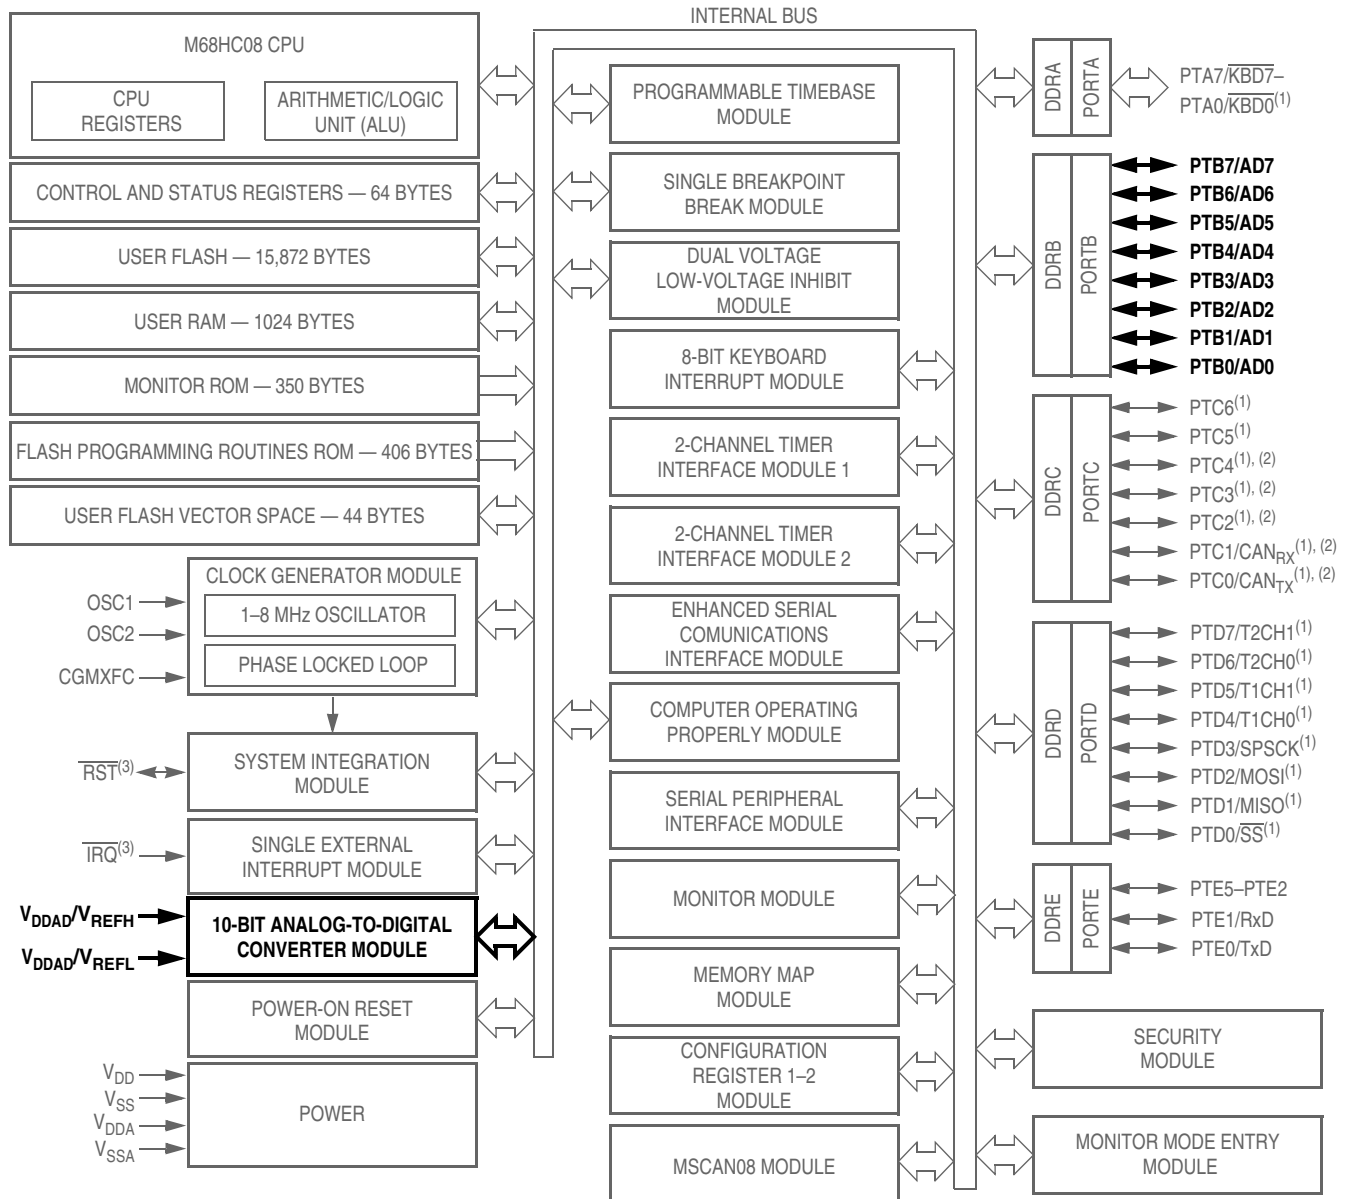 INTERNAL BUS
M68HC08 CPU
CPU
REGISTERS
ARITHMETIC/LOGIC
UNIT (ALU)
CONTROL AND STATUS REGISTERS — 64 BYTES
USER FLASH — 15,872 BYTES
USER RAM — 1024 BYTES
MONITOR ROM — 350 BYTES
FLASH PROGRAMMING ROUTINES ROM — 406 BYTES
USER FLASH VECTOR SPACE — 44 BYTES
CLOCK GENERATOR MODULE
1–8 MHz OSCILLATOR
PHASE LOCKED LOOP
OSC1
OSC2
CGMXFC
SYSTEM INTEGRATION
MODULE
RST(3)
SINGLE EXTERNAL
INTERRUPT MODULE
IRQ(3)
10-BIT ANALOG-TO-DIGITAL
CONVERTER MODULE
VDDAD/VREFH
VDDAD/VREFL
POWER-ON RESET
MODULE
POWER
VDD
VSS
VDDA
VSSA
PROGRAMMABLE TIMEBASE
MODULE
SINGLE BREAKPOINT
BREAK MODULE
DUAL VOLTAGE
LOW-VOLTAGE INHIBIT
MODULE
8-BIT KEYBOARD
INTERRUPT MODULE
2-CHANNEL TIMER
INTERFACE MODULE 1
2-CHANNEL TIMER
INTERFACE MODULE 2
ENHANCED SERIAL
COMUNICATIONS
INTERFACE MODULE
COMPUTER OPERATING
PROPERLY MODULE
SERIAL PERIPHERAL
INTERFACE MODULE
MONITOR MODULE
MEMORY MAP
MODULE
CONFIGURATION
REGISTER 1–2
MODULE
MSCAN08 MODULE
DDRA
PORTA
PTA7/KBD7–
PTA0/KBD0(1)
DDRB
PORTB
PTB7/AD7
PTB6/AD6
PTB5/AD5
PTB4/AD4
PTB3/AD3
PTB2/AD2
PTB1/AD1
PTB0/AD0
DDRC
PORTC
PTC6(1)
PTC5(1)
PTC4(1), (2)
PTC3(1), (2)
PTC2(1), (2)
PTC1/CANRX(1), (2)
PTC0/CANTX(1), (2)
DDRD
PORTD
PTD7/T2CH1(1)
PTD6/T2CH0(1)
PTD5/T1CH1(1)
PTD4/T1CH0(1)
PTD3/SPSCK(1)
PTD2/MOSI(1)
PTD1/MISO(1)
PTD0/SS(1)
DDRE
PORTE
PTE5–PTE2
PTE1/RxD
PTE0/TxD
SECURITY
MODULE
MONITOR MODE ENTRY
MODULE